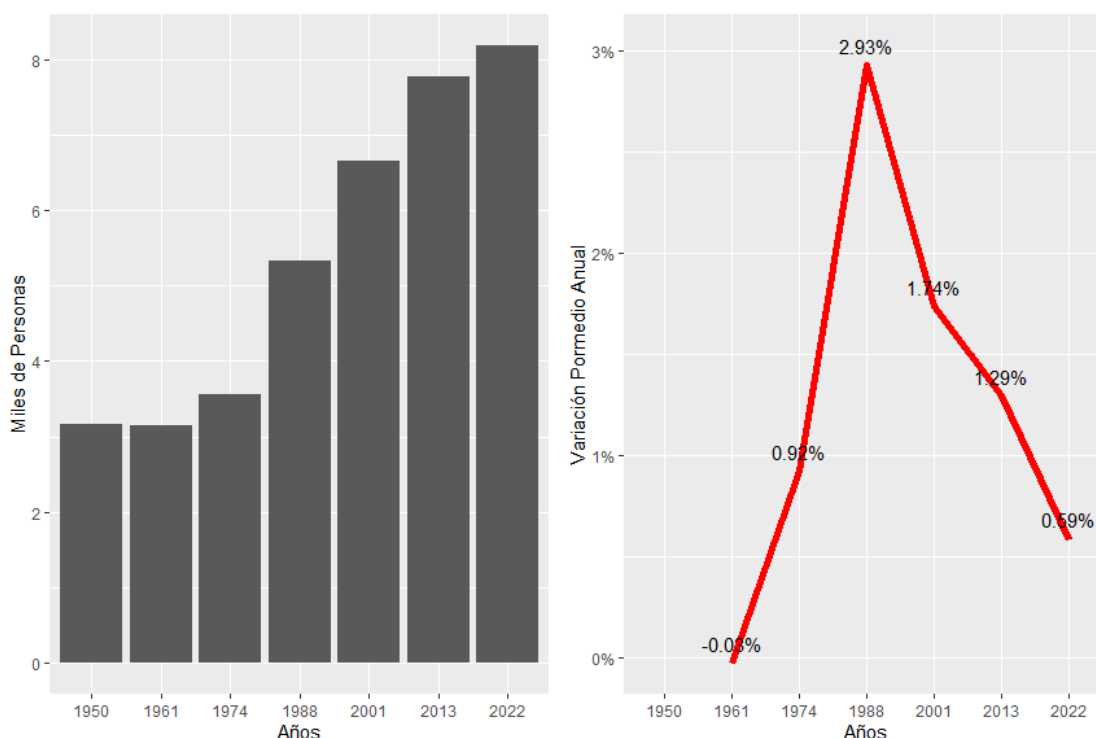 Miles de Personas
8
6
4
2
0
1950 1961 1974 1988 2001 2013 2022
Años
Variación Pormedio Anual
3%
2%
1%
0%
2.93%
1.74%
1.29%
0.92%
0.59%
-0.03%
1950 1961 1974 1988 2001 2013 2022
Años